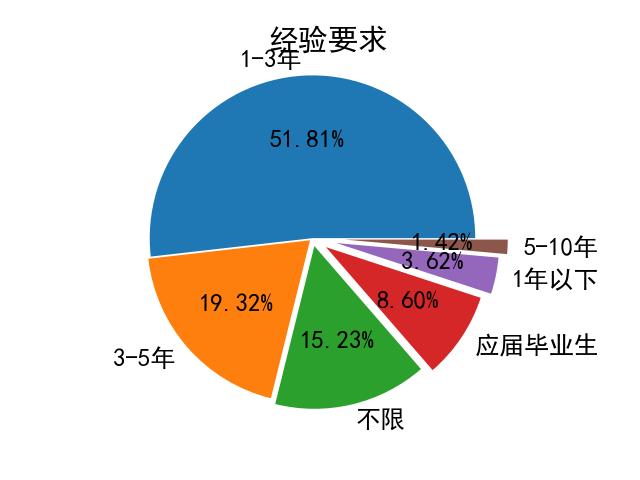 经验要求
1-3年
51.81%
1.42%
5-10年
3.62%
1年以下
8.60%
19.32%
15.23%
应届毕业生
3-5年
不限